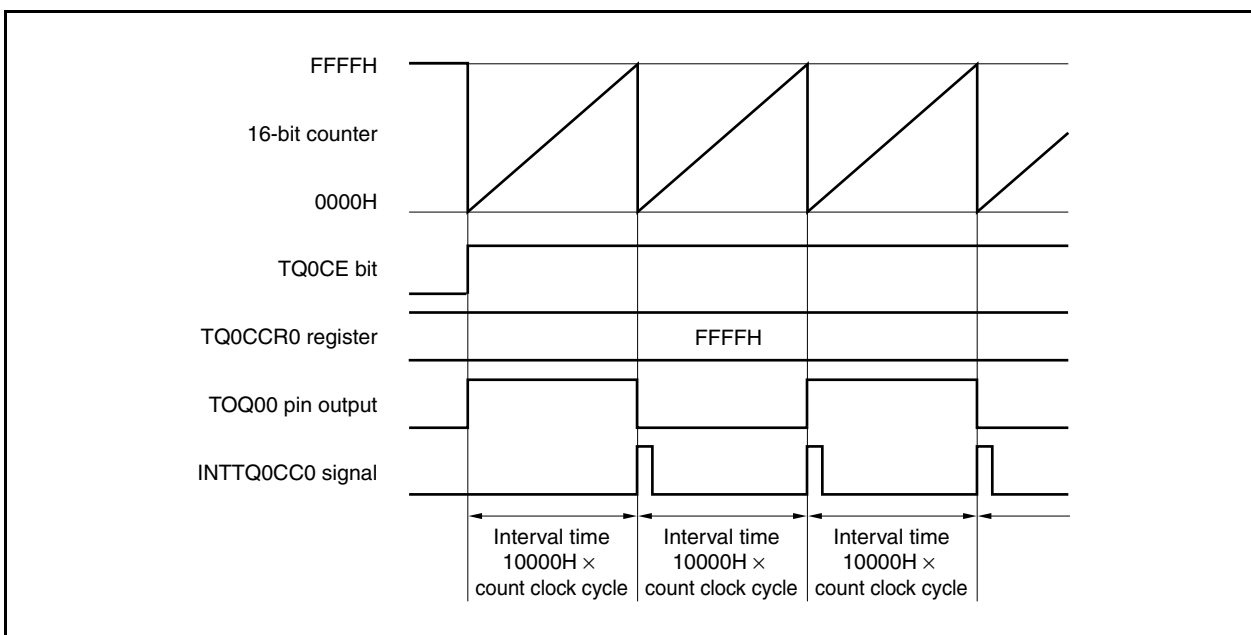 FFFFH
16-bit counter
0000H
TQ0CE bit
TQ0CCR0 register
FFFFH
TOQ00 pin output
INTTQ0CC0 signal
Interval time
10000H ×
count clock cycle
Interval time
10000H ×
count clock cycle
Interval time
10000H ×
count clock cycle